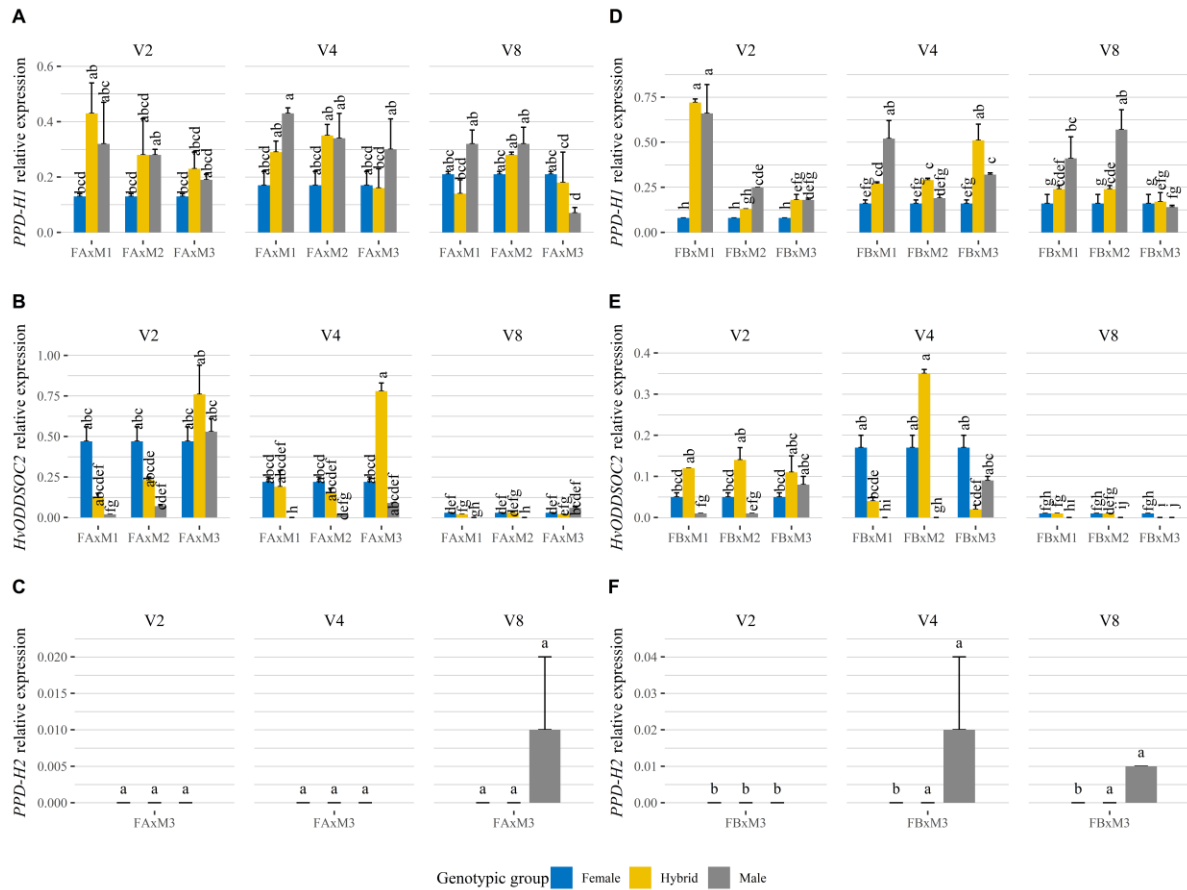 A
V2
V4
V8
PPD-H1 relative expression
0.6
0.4
0.2
0.0
bcd ab abc bcd abcd ab bcd abcd abcd
abcd abcd a abcd ab ab abcd abcd ab
abc bcd ab abc ab ab abc cd d
FAxM1 FAxM2 FAxM3
FAxM1 FAxM2 FAxM3
FAxM1 FAxM2 FAxM3
D
V2
V4
V8
PPD-H1 relative expression
0.75
0.50
0.25
0.00
h a a h gh cde h efg defg
efg cd ab efg c defg efg ab c
g cdef bc g cdef ab g efg fg
FBxM1 FBxM2 FBxM3
FBxM1 FBxM2 FBxM3
FBxM1 FBxM2 FBxM3
B
V2
V4
V8
HvODDSOC2 relative expression
1.00
0.75
0.50
0.25
0.00
abc abcdef fg abc abcde cdef abc ab abc
abcd abcdef h abcd abcdef defg abcd a bcdef
def fg gh def defg h def efg bcdef
FAxM1 FAxM2 FAxM3
FAxM1 FAxM2 FAxM3
FAxM1 FAxM2 FAxM3
E
V2
V4
V8
HvODDSOC2 relative expression
0.4
0.3
0.2
0.1
0.0
bcd ab fg bcd ab efg bcd abc abc
ab bcde hi ab a gh ab cdef abc
fgh fg hi fgh defg ij fgh j
FBxM1 FBxM2 FBxM3
FBxM1 FBxM2 FBxM3
FBxM1 FBxM2 FBxM3
C
V2
V4
V8
PPD-H2 relative expression
0.020
0.015
0.010
0.005
0.000
a a a
a a a
a a a
FAxM3
FAxM3
FAxM3
F
V2
V4
V8
PPD-H2 relative expression
0.04
0.03
0.02
0.01
0.00
b b b
b a a
b a a
FBxM3
FBxM3
FBxM3
Genotypic group Female Hybrid Male